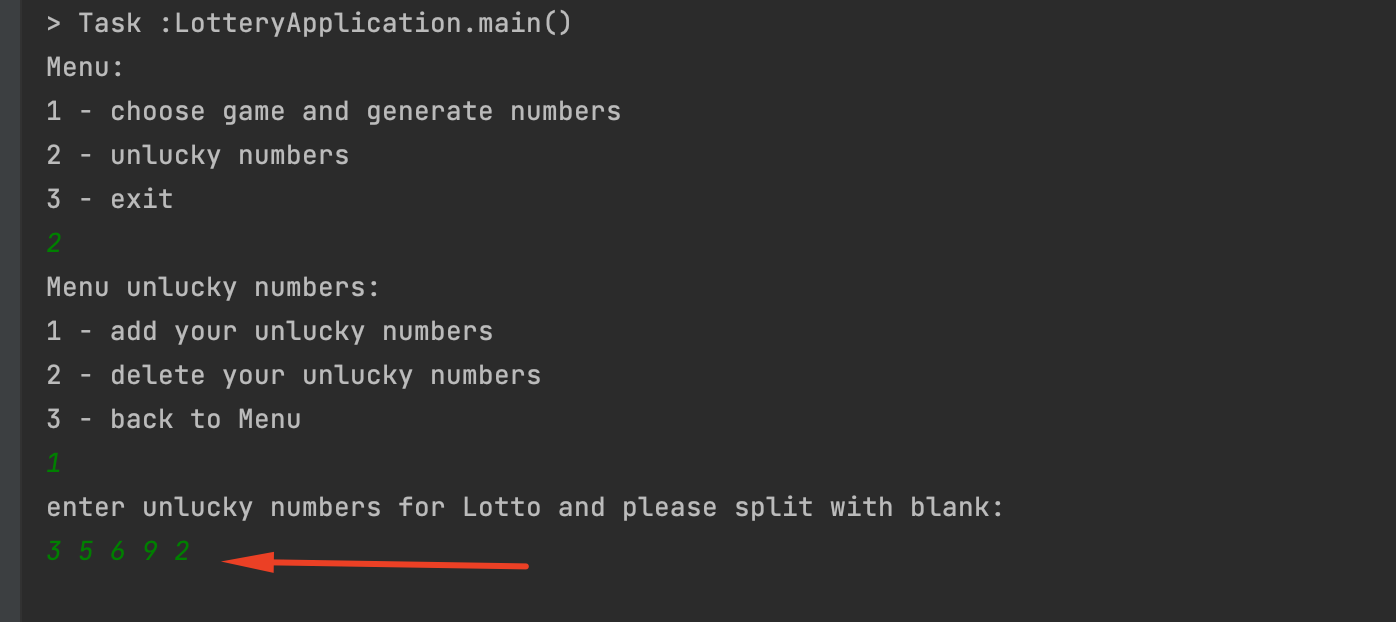 > Task :LotteryApplication.main()
Menu:
1 - choose game and generate numbers
2 - unlucky numbers
3 - exit
2
Menu unlucky numbers:
1 - add your unlucky numbers
2 - delete your unlucky numbers
3 - back to Menu
1
enter unlucky numbers for Lotto and please split with blank:
3 5 6 9 2